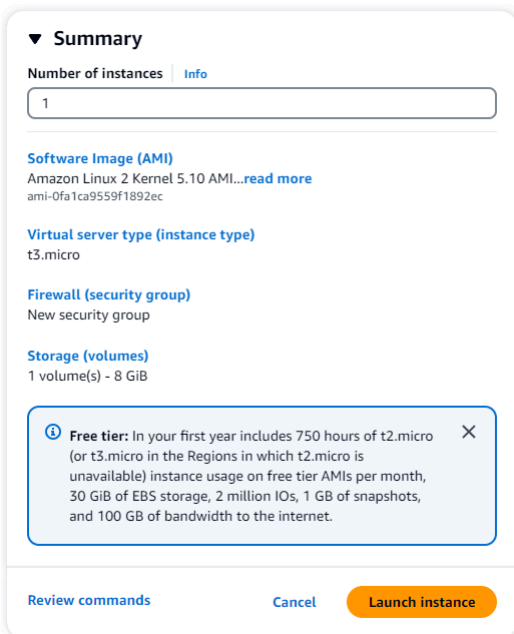 Summary
Number of instances Info
1
Software Image (AMI)
Amazon Linux 2 Kernel 5.10 AMI...read more
ami-0fa1ca9559f1892ec
Virtual server type (instance type)
t3.micro
Firewall (security group)
New security group
Storage (volumes)
1 volume(s) - 8 GiB
Free tier: In your first year includes 750 hours of t2.micro
(or t3.micro in the Regions in which t2.micro is
unavailable) instance usage on free tier AMIs per month,
30 GiB of EBS storage, 2 million IOs, 1 GB of snapshots,
and 100 GB of bandwidth to the internet.
Review commands Cancel Launch instance